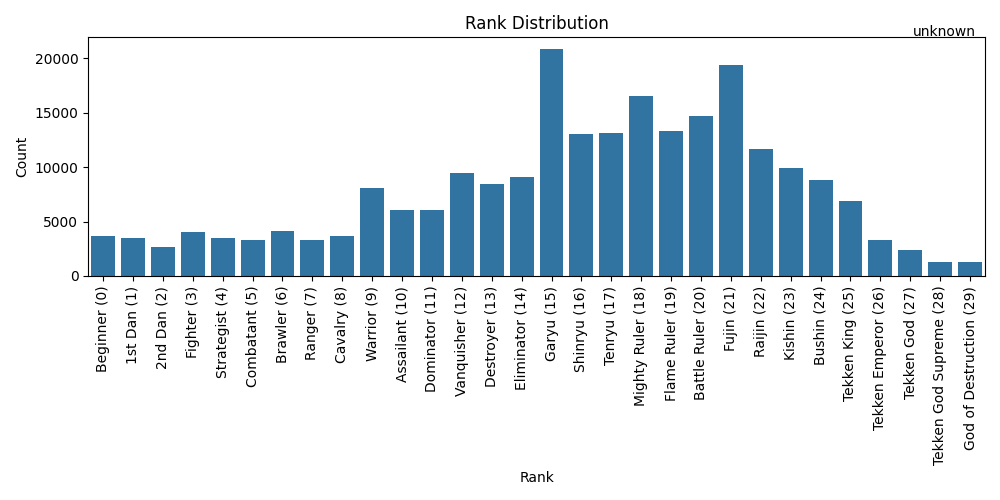 Rank Distribution
unknown
20000
15000
10000
5000
0
Count
Beginner (0)
1st Dan (1)
2nd Dan (2)
Fighter (3)
Strategist (4)
Combatant (5)
Brawler (6)
Ranger (7)
Cavalry (8)
Warrior (9)
Assailant (10)
Dominator (11)
Vanquisher (12)
Destroyer (13)
Eliminator (14)
Garyu (15)
Shinryu (16)
Tenryu (17)
Mighty Ruler (18)
Flame Ruler (19)
Battle Ruler (20)
Fujin (21)
Raijin (22)
Kishin (23)
Bushin (24)
Tekken King (25)
Tekken Emperor (26)
Tekken God (27)
Tekken God Supreme (28)
God of Destruction (29)
Rank